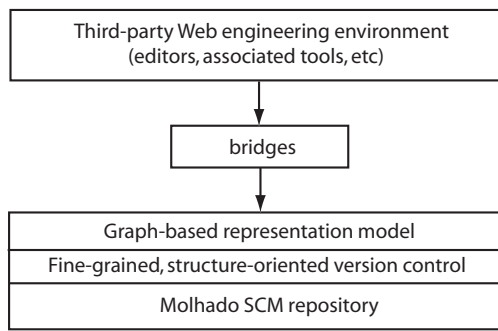 Third-party Web engineering environment
(editors, associated tools, etc)
bridges
Graph-based representation model
Fine-grained, structure-oriented version control
Molhado SCM repository